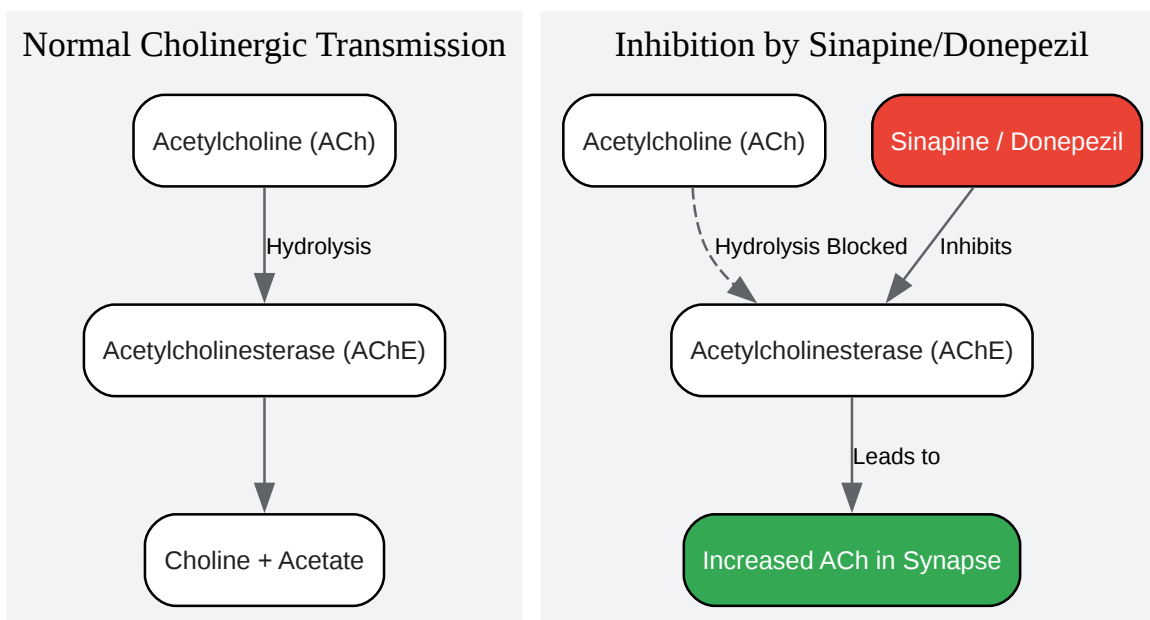 Normal Cholinergic Transmission
Acetylcholine (ACh)
Hydrolysis
Acetylcholinesterase (AChE)
Choline + Acetate
Inhibition by Sinapine/Donepezil
Acetylcholine (ACh)
Sinapine / Donepezil
Hydrolysis Blocked
Inhibits
Acetylcholinesterase (AChE)
Leads to
Increased ACh in Synapse